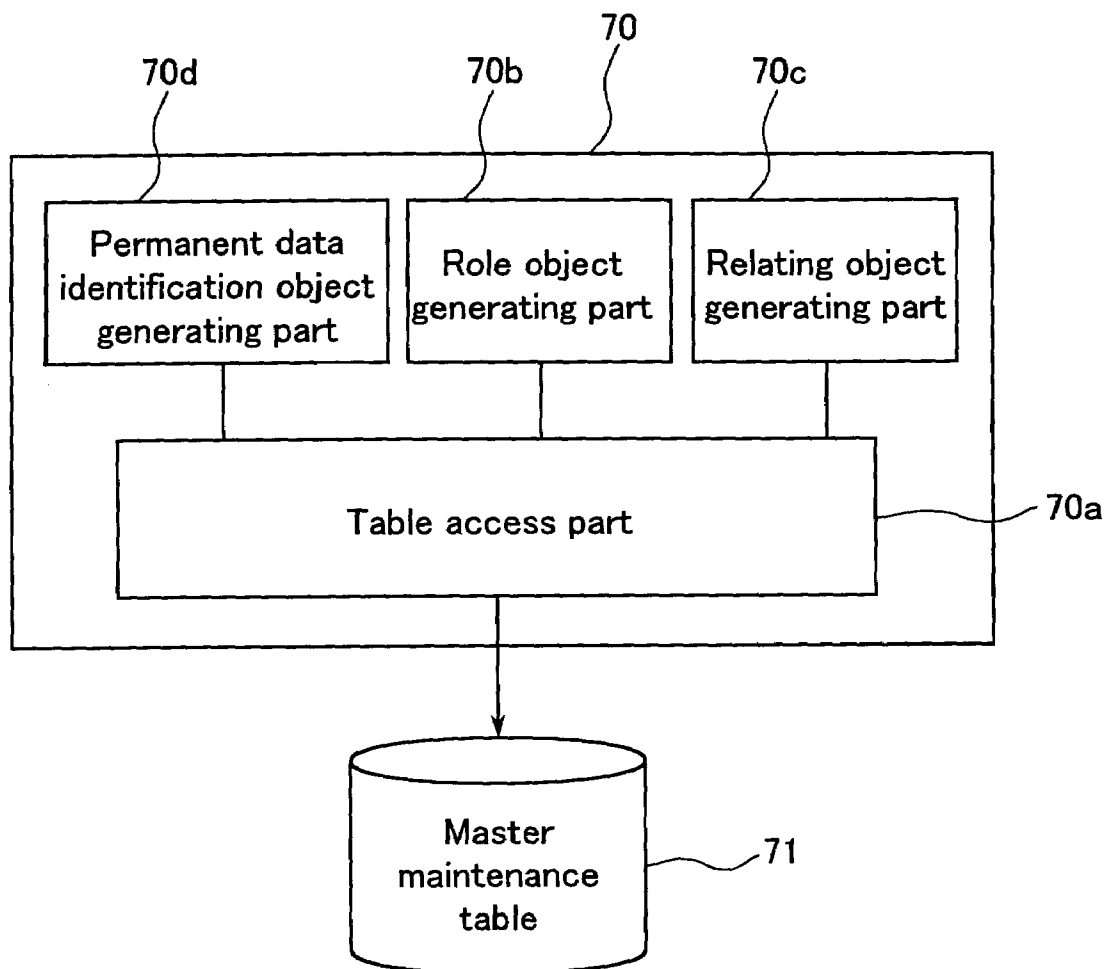 70
70d
70b
70c
Permanent data
identification object
generating part
Role object
generating part
Relating object
generating part
Table access part
70a
Master
maintenance
table
71